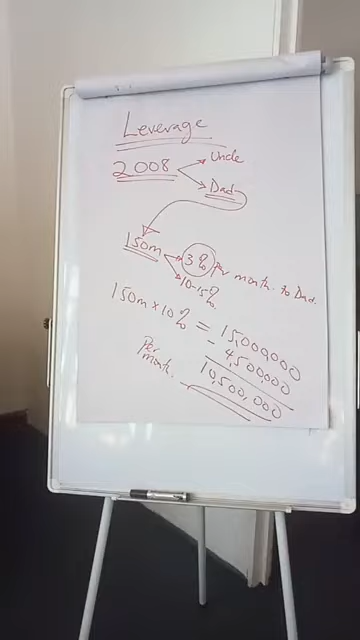 Leverage
2008 → Uncle
→ Dad
150m → 3% per month to Dad.
→ 10-15%.
150m x 10% = 15,000,000
- 4,500,000
Per month. 10,500,000